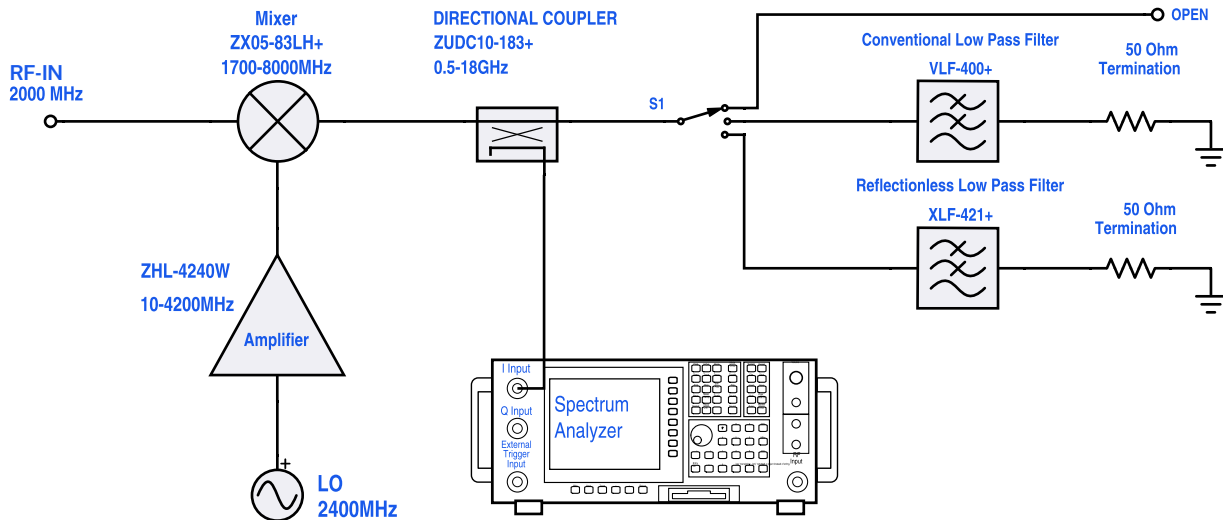 Mixer
ZX05-83LH+
1700-8000MHz
DIRECTIONAL COUPLER
ZUDC10-183+
0.5-18GHz
OPEN
Conventional Low Pass Filter
VLF-400+
50 Ohm
Termination
RF-IN
2000 MHz
S1
Reflectionless Low Pass Filter
XLF-421+
50 Ohm
Termination
ZHL-4240W
10-4200MHz
Amplifier
I Input
Q Input
External
Trigger
Input
Spectrum
Analyzer
RF
Input
+
LO
2400MHz